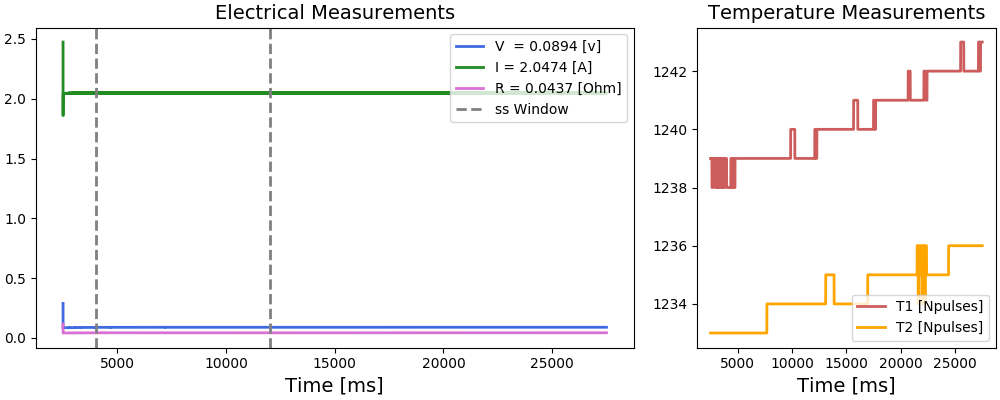 Electrical Measurements
2.5
2.0
1.5
1.0
0.5
0.0
V  = 0.0894 [v]
I = 2.0474 [A]
R = 0.0437 [Ohm]
ss Window
5000 10000 15000 20000 25000
Time [ms]
Temperature Measurements
1242
1240
1238
1236
1234
T1 [Npulses]
T2 [Npulses]
5000 10000 15000 20000 25000
Time [ms]